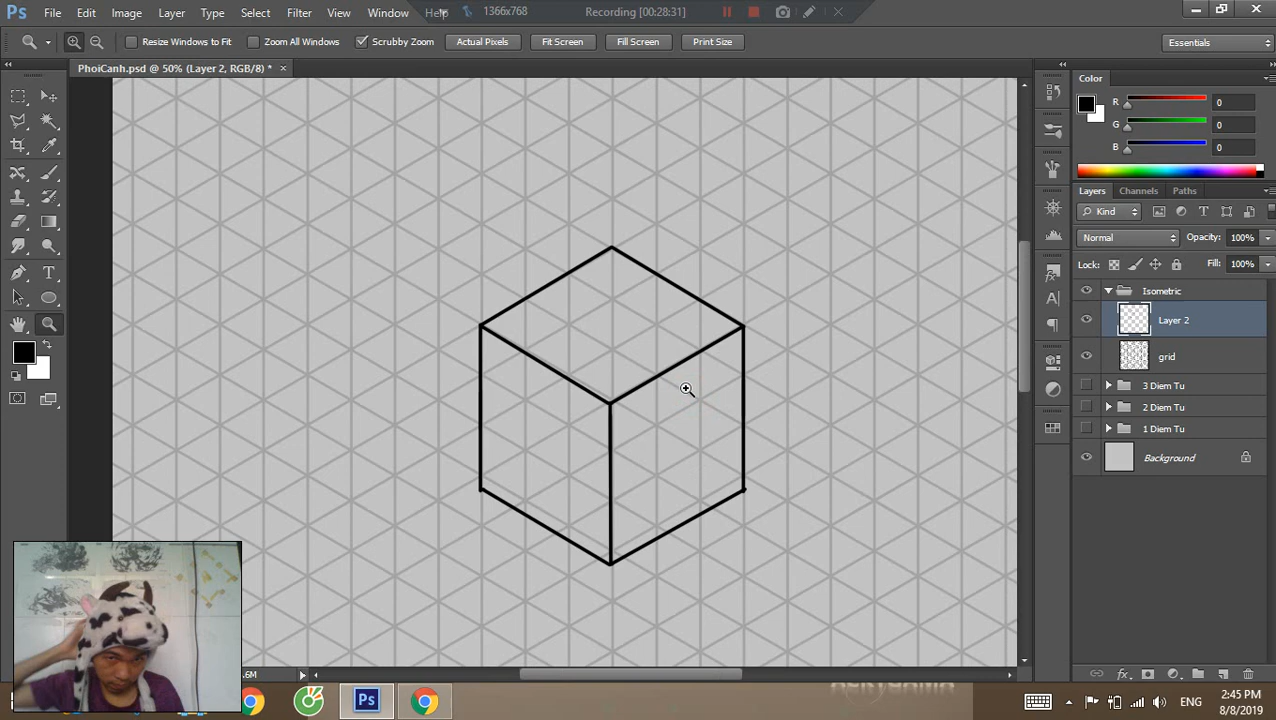 Ps File Edit Image Layer Type Select Filter View Window Help 1366x768 Recording [00:28:31]
Resize Windows to Fit Zoom All Windows Scrubby Zoom Actual Pixels Fit Screen Fill Screen Print Size Essentials
PhoiCanh.psd @ 50% (Layer 2, RGB/8) *
Color
R 0
G 0
B 0
Layers Channels Paths
Kind
Normal Opacity: 100%
Lock: Fill: 100%
Isometric
Layer 2
grid
3 Diem Tu
2 Diem Tu
1 Diem Tu
Background
.6M
Ps ENG 2:45 PM
8/8/2019